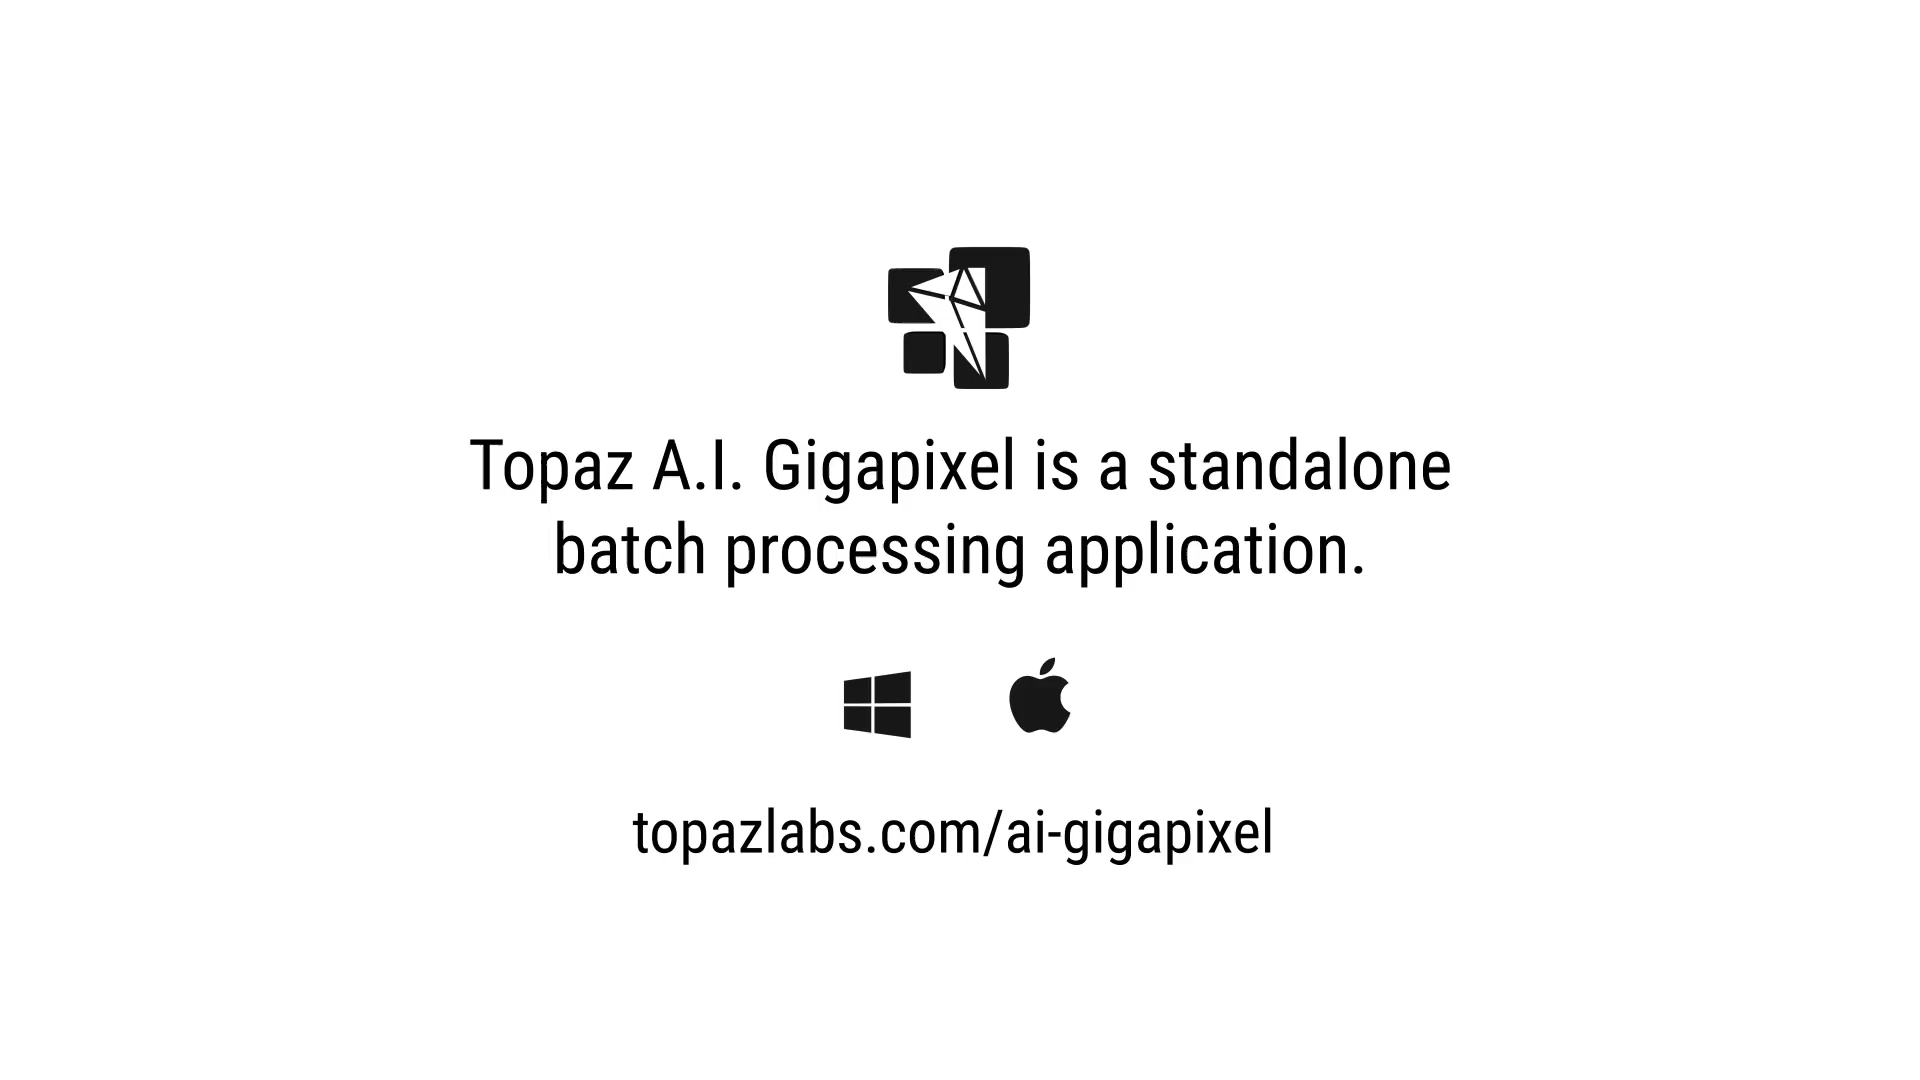 Topaz A.I. Gigapixel is a standalone
batch processing application.
topazlabs.com/ai-gigapixel